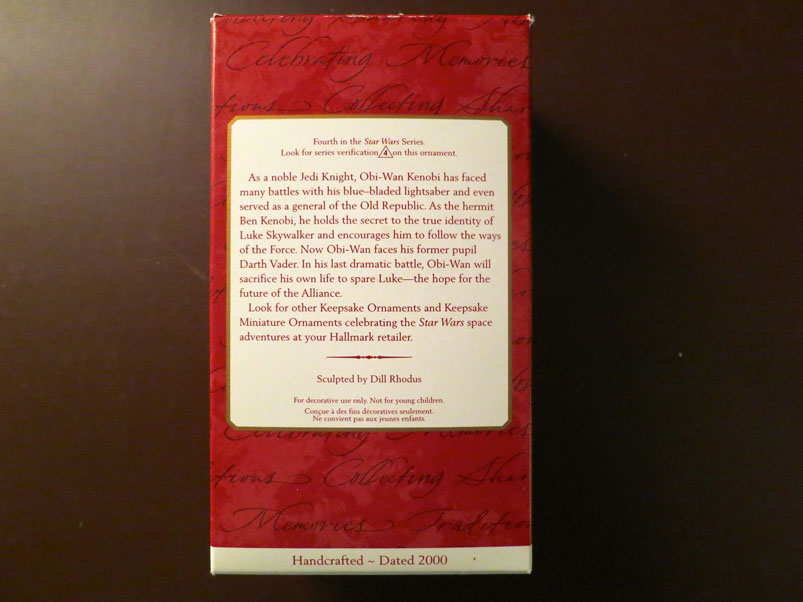 Celebrating Memories
Collecting Shar
Fourth in the Star Wars Series.
Look for series verification 4 on this ornament.
As a noble Jedi Knight, Obi-Wan Kenobi has faced
many battles with his blue–bladed lightsaber and even
served as a general of the Old Republic. As the hermit
Ben Kenobi, he holds the secret to the true identity of
Luke Skywalker and encourages him to follow the ways
of the Force. Now Obi-Wan faces his former pupil
Darth Vader. In his last dramatic battle, Obi-Wan will
sacrifice his own life to spare Luke—the hope for the
future of the Alliance.
Look for other Keepsake Ornaments and Keepsake
Miniature Ornaments celebrating the Star Wars space
adventures at your Hallmark retailer.
Sculpted by Dill Rhodus
For decorative use only. Not for young children.
Conçue à des fins décoratives seulement.
Ne convient pas aux jeunes enfants.
Celebrating Memories
itions Collecting Shar
Memories Tradition
Handcrafted ~ Dated 2000